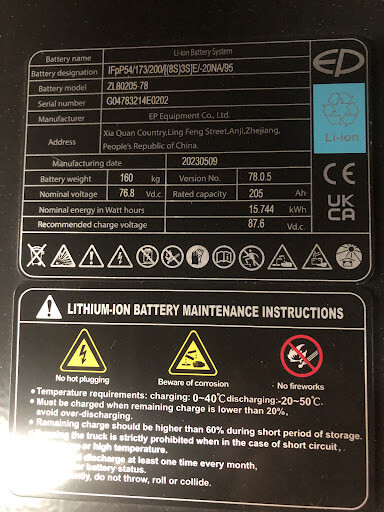 Battery name Li-Ion Battery System
Battery designation IFpP54/173/200/[(8S)3S]E/-20NA/95
Battery model ZL80205-78
Serial number G04783214E0202
Manufacturer EP Equipment Co., Ltd.
Address Xia Quan Country,Ling Feng Street,Anji,Zhejiang,
People's Republic of China.
Manufacturing date 20230509
Battery weight 160 kg Version No. 78.0.5
Nominal voltage 76.8 Vd.c. Rated capacity 205 Ah
Nominal energy in Watt hours 15.744 kWh
Recommended charge voltage 87.6 Vd.c.
EP
Li-ion
CE
UK
CA
LITHIUM-ION BATTERY MAINTENANCE INSTRUCTIONS
No hot plugging Beware of corrosion No fireworks
• Temperature requirements: charging: 0~40℃ discharging:-20~50℃.
• Must be charged when remaining charge is lower than 20%,
avoid over-discharging.
• Remaining charge should be higher than 60% during short period of storage.
the truck is strictly prohibited when in the case of short circuit,
or high temperature.
discharge at least one time every month,
battery status.
do not throw, roll or collide.